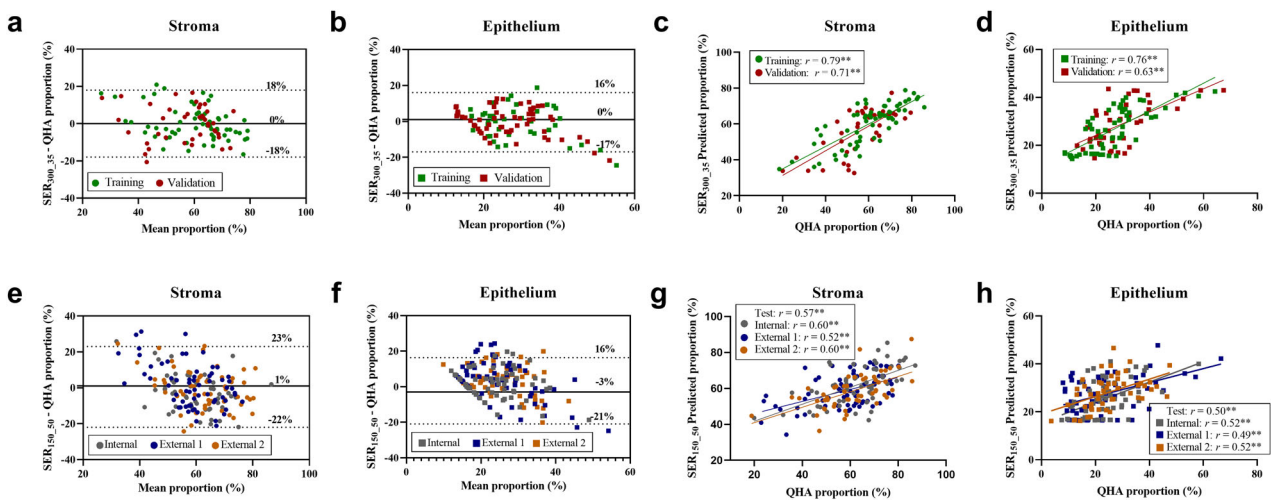 a
Stroma
SER300_35 - QHA proportion (%)
40
20
0
-20
-40
18%
0%
-18%
Training
Validation
20
40
60
80
100
Mean proportion (%)
b
Epithelium
SER300_35 - QHA proportion (%)
40
20
0
-20
-40
16%
0%
-17%
Training
Validation
0
20
40
60
Mean proportion (%)
c
Stroma
SER300_35 Predicted proportion (%)
100
80
60
40
20
Training: r = 0.79**
Validation: r = 0.71**
0
20
40
60
80
100
QHA proportion (%)
d
Epithelium
SER300_35 predicted proportion (%)
60
40
20
0
Training: r = 0.76**
Validation: r = 0.63**
0
20
40
60
80
QHA proportion (%)
e
Stroma
SER150_50 - QHA proportion (%)
40
20
0
-20
-40
23%
1%
-22%
Internal
External 1
External 2
20
40
60
80
100
Mean proportion (%)
f
Epithelium
SER150_50 - QHA proportion (%)
40
20
0
-20
-40
16%
-3%
-21%
Internal
External 1
External 2
0
20
40
60
Mean proportion (%)
g
Stroma
SER150_50 Predicted proportion (%)
100
80
60
40
20
Test: r = 0.57**
Internal: r = 0.60**
External 1: r = 0.52**
External 2: r = 0.60**
20
40
60
80
100
QHA proportion (%)
h
Epithelium
SER150_50 Predicted proportion (%)
60
40
20
0
Test: r = 0.50**
Internal: r = 0.52**
External 1: r = 0.49**
External 2: r = 0.52**
0
20
40
60
80
QHA proportion (%)